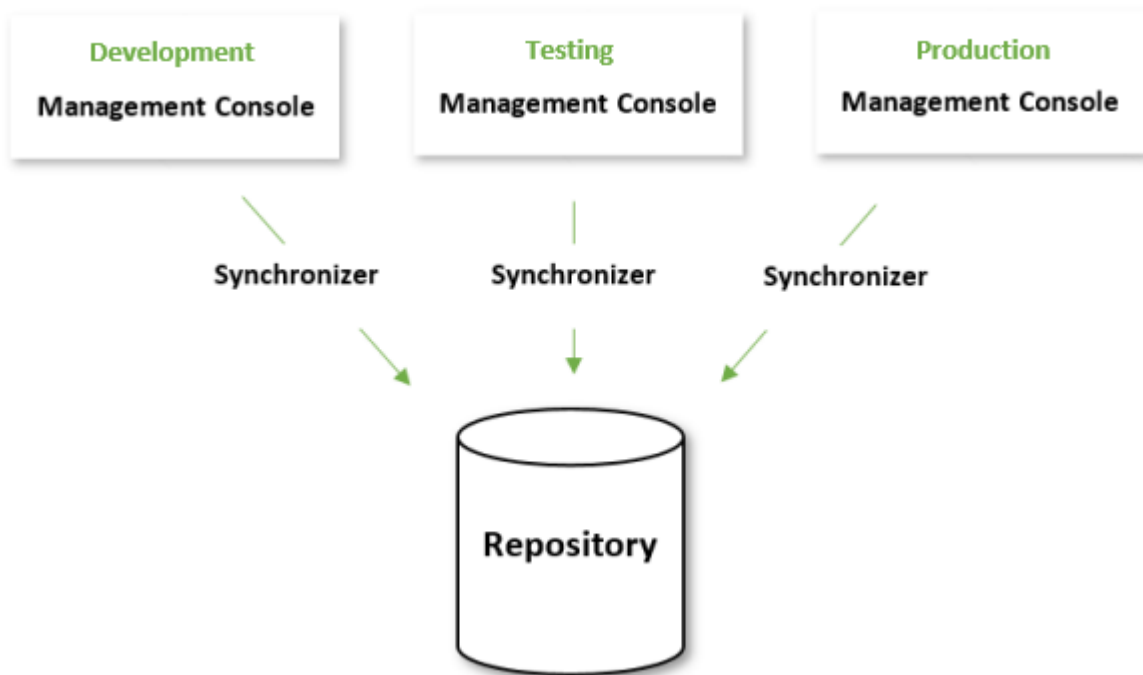 Development
Management Console
Testing
Management Console
Production
Management Console
Synchronizer
Synchronizer
Synchronizer
Repository